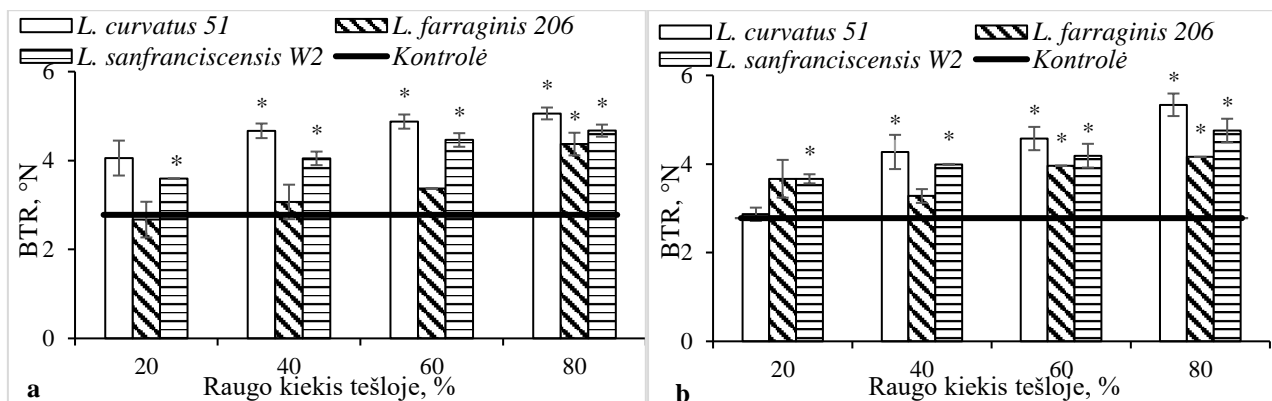 L. curvatus 51
L. farraginis 206
L. sanfranciscensis W2
Kontrolė
BTR, °N
6
4
2
0
* * * * * * *
20 40 60 80
Raugo kiekis tešloje, %
a
L. curvatus 51
L. farraginis 206
L. sanfranciscensis W2
Kontrolė
BTR, °N
6
4
2
0
* * * * * * * * *
20 40 60 80
Raugo kiekis tešloje, %
b